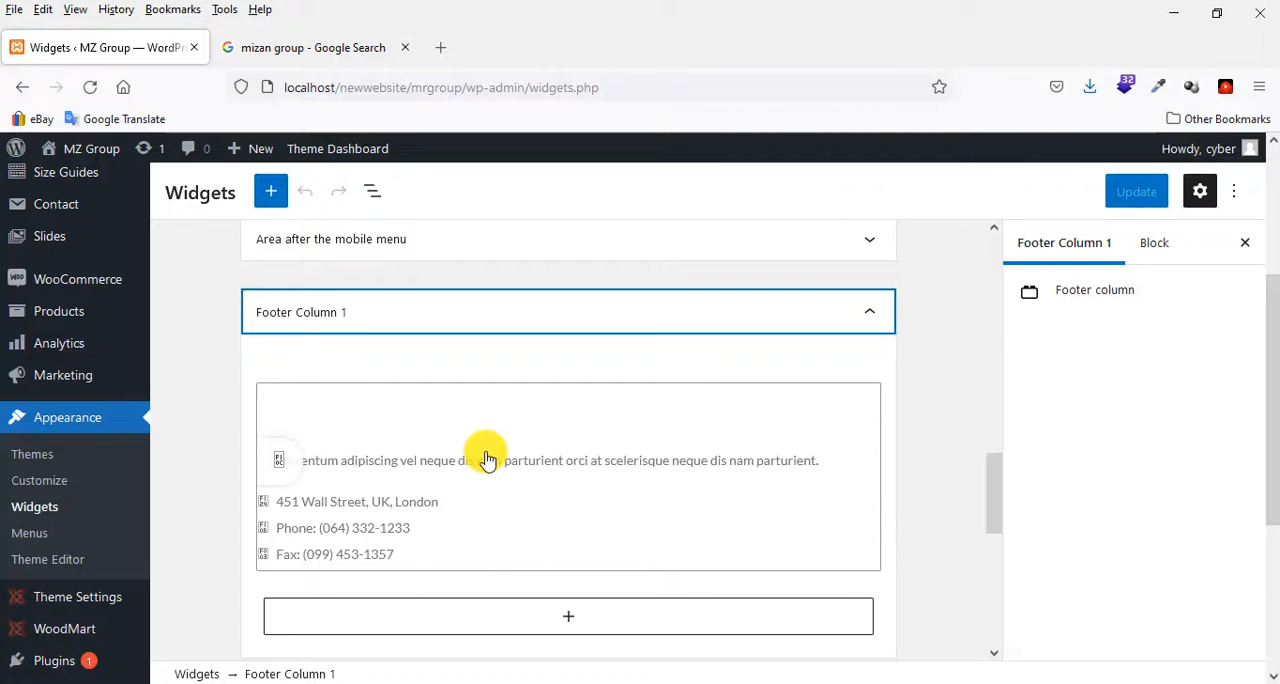 File Edit View History Bookmarks Tools Help
Widgets ‹ MZ Group — WordPr
mizan group - Google Search
localhost/newwebsite/mrgroup/wp-admin/widgets.php
32
eBay Google Translate Other Bookmarks
MZ Group 1 0 New Theme Dashboard Howdy, cyber
Size Guides
Contact
Slides
WooCommerce
Products
Analytics
Marketing
Appearance
Themes
Customize
Widgets
Menus
Theme Editor
Theme Settings
WoodMart
Plugins 1
Widgets
Update
Area after the mobile menu
Footer Column 1
entum adipiscing vel neque dis parturient orci at scelerisque neque dis nam parturient.
451 Wall Street, UK, London
Phone: (064) 332-1233
Fax: (099) 453-1357
Footer Column 1 Block
Footer column
Widgets → Footer Column 1